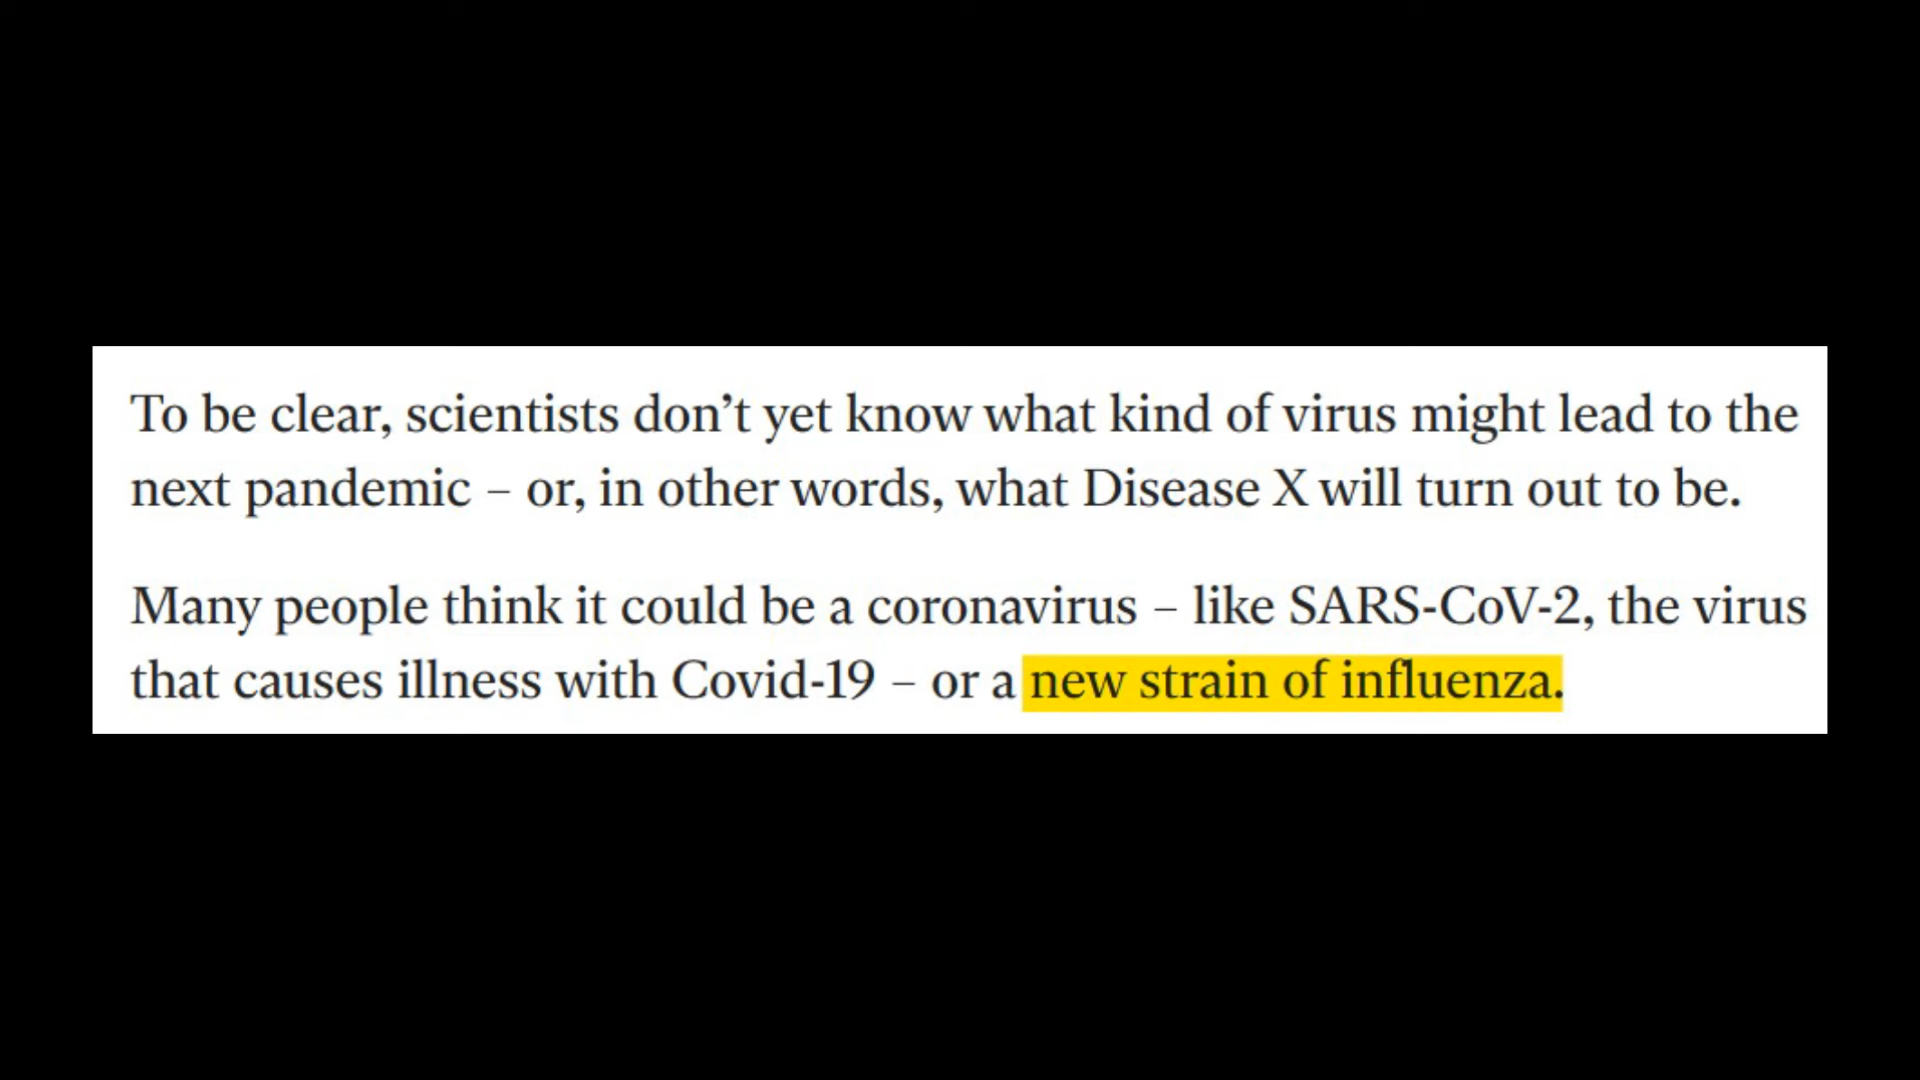 To be clear, scientists don’t yet know what kind of virus might lead to the
next pandemic – or, in other words, what Disease X will turn out to be.
Many people think it could be a coronavirus – like SARS-CoV-2, the virus
that causes illness with Covid-19 – or a new strain of influenza.